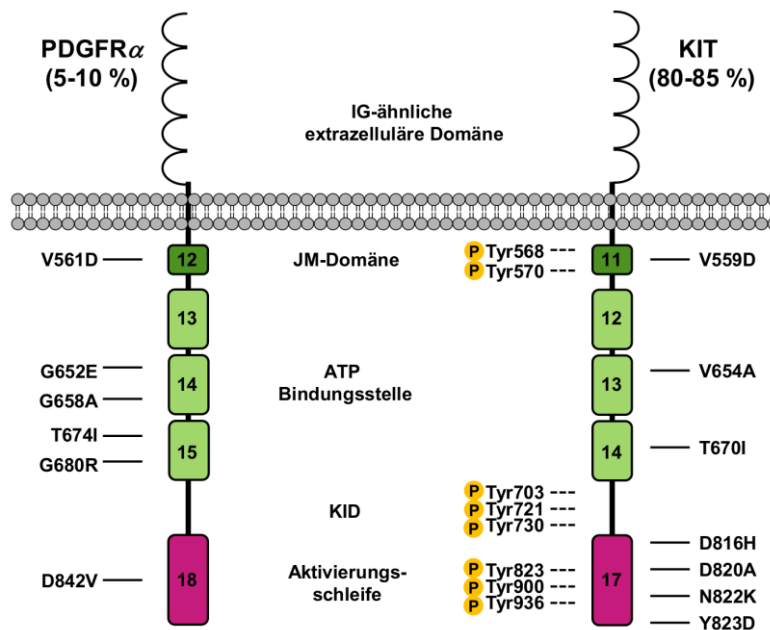 PDGFRα
(5-10 %)
KIT
(80-85 %)
IG-ähnliche
extrazelluläre Domäne
V561D
12
JM-Domäne
P Tyr568
P Tyr570
11
V559D
13
12
G652E
G658A
14
ATP
Bindungsstelle
13
V654A
T674I
G680R
15
14
T670I
KID
P Tyr703
P Tyr721
P Tyr730
D842V
18
Aktivierungs-
schleife
P Tyr823
P Tyr900
P Tyr936
17
D816H
D820A
N822K
Y823D